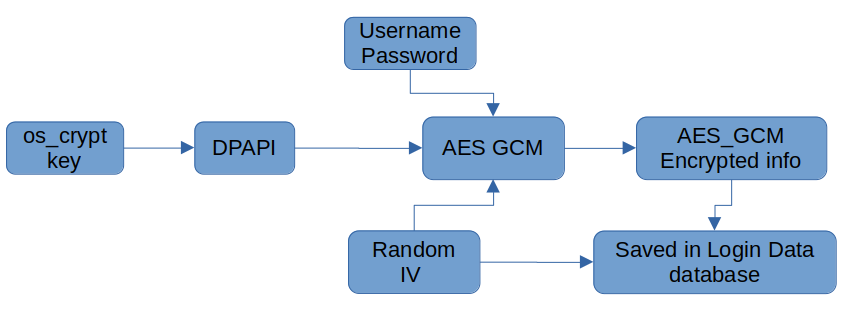 Username
Password
os_crypt
key
DPAPI
AES GCM
AES_GCM
Encrypted info
Random
IV
Saved in Login Data
database